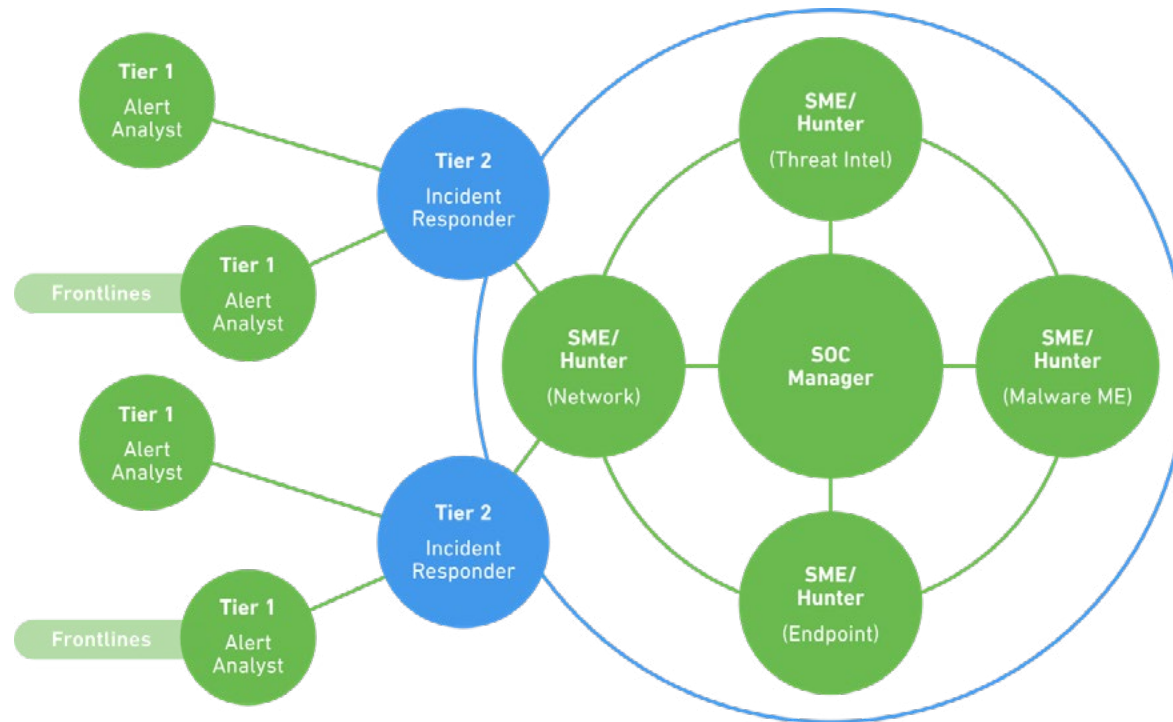 Tier 1
Alert
Analyst
Tier 2
Incident
Responder
Frontlines
Tier 1
Alert
Analyst
Tier 1
Alert
Analyst
Tier 2
Incident
Responder
Frontlines
Tier 1
Alert
Analyst
SME/
Hunter
(Threat Intel)
SME/
Hunter
(Network)
SOC
Manager
SME/
Hunter
(Malware ME)
SME/
Hunter
(Endpoint)